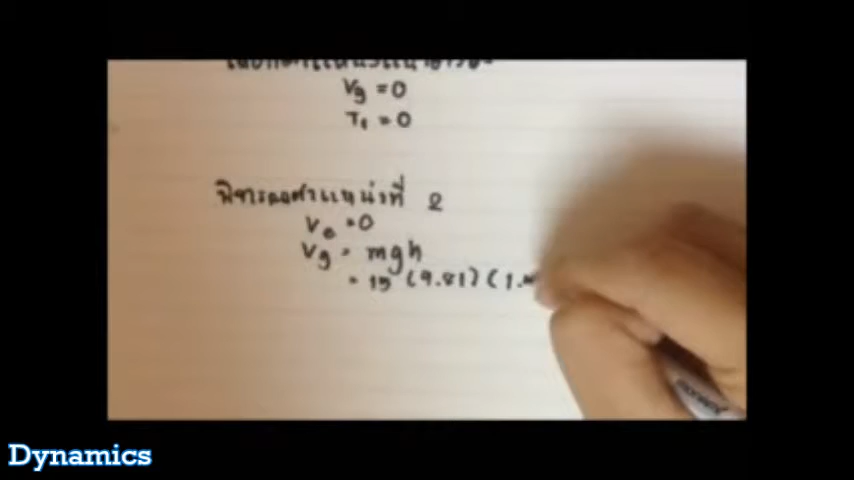 Vg = 0
T1 = 0
พิจารณาตำแหน่งที่ 2
Ve = 0
Vg = mgh
= 15 (9.81) (1.
Dynamics